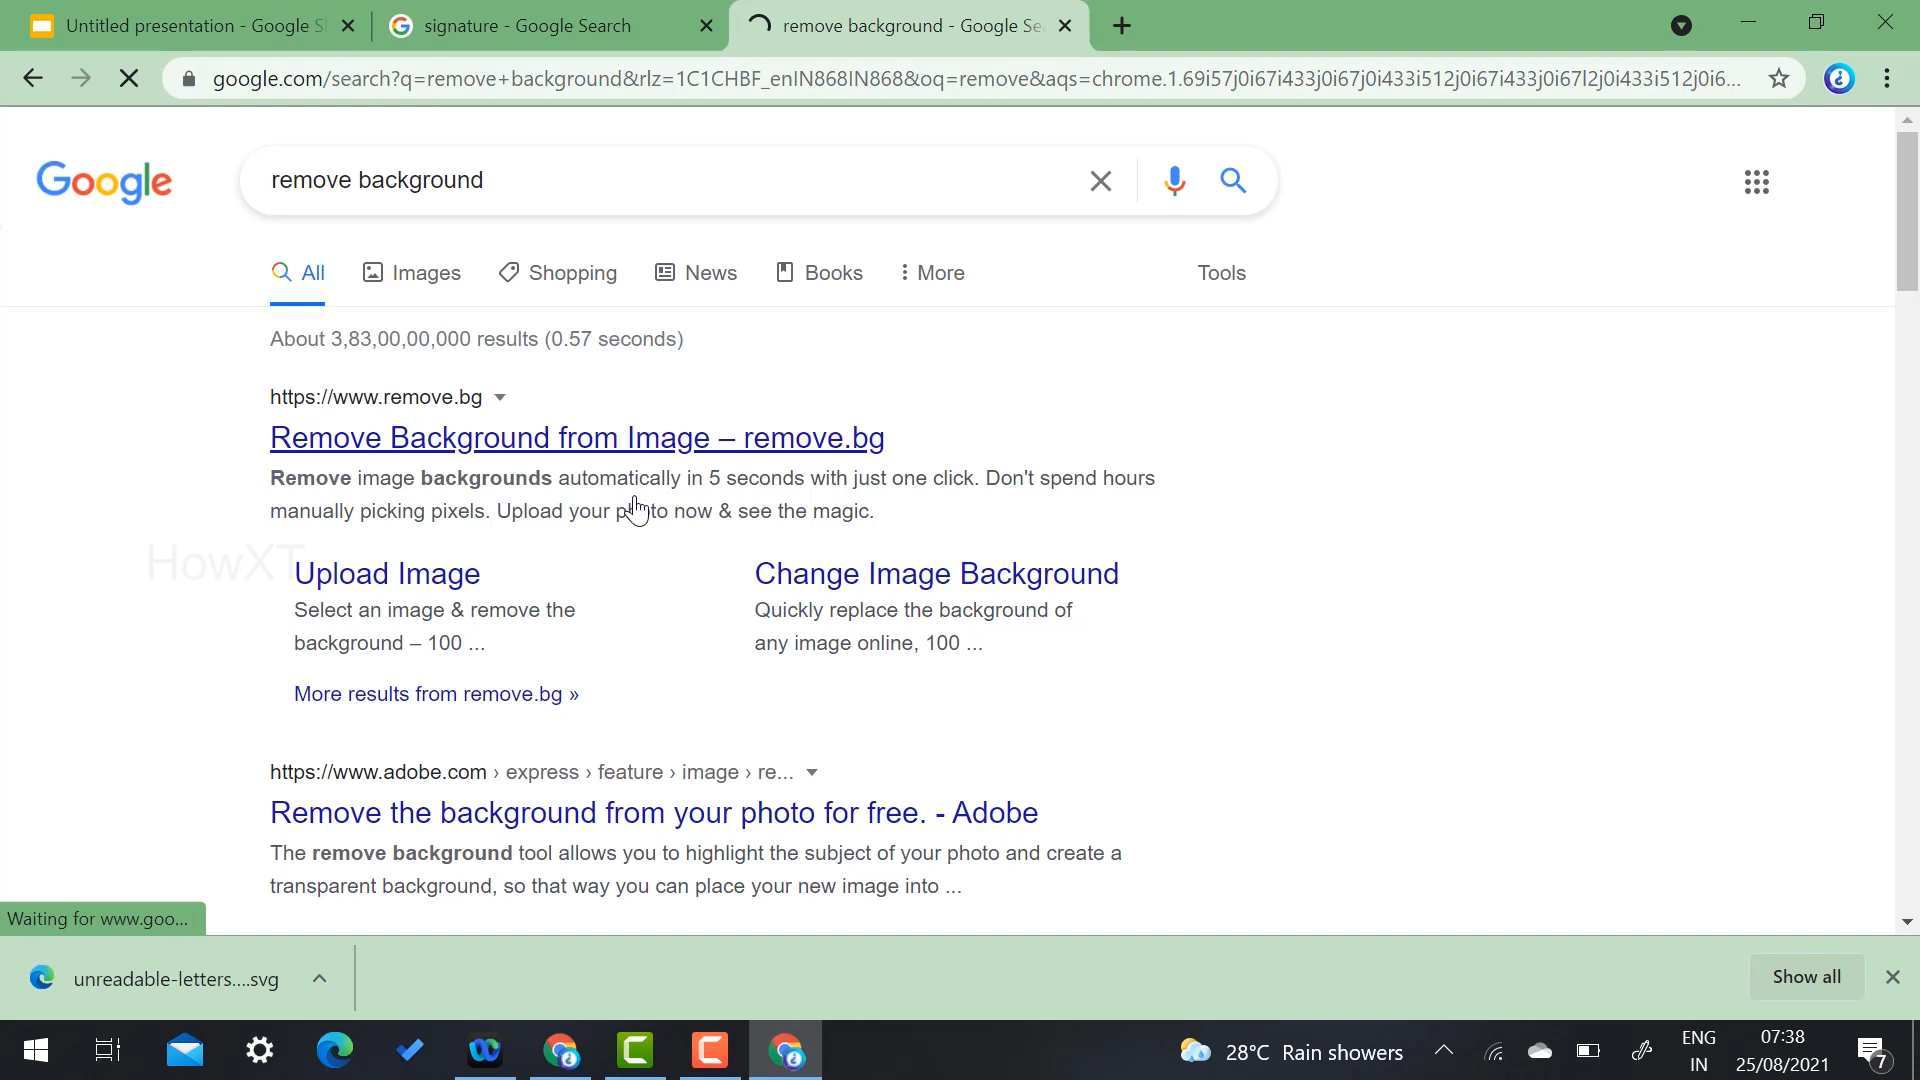 Untitled presentation - Google Sl
signature - Google Search
remove background - Google Se
google.com/search?q=remove+background&rlz=1C1CHBF_enIN868IN868&oq=remove&aqs=chrome.1.69i57j0i67i433j0i67j0i433i512j0i67i433j0i67l2j0i433i512j0i6...
Google
remove background
All
Images
Shopping
News
Books
More
Tools
About 3,83,00,00,000 results (0.57 seconds)
https://www.remove.bg
Remove Background from Image – remove.bg
Remove image backgrounds automatically in 5 seconds with just one click. Don't spend hours
manually picking pixels. Upload your photo now & see the magic.
HowXT
Upload Image
Change Image Background
Select an image & remove the
background – 100 ...
Quickly replace the background of
any image online, 100 ...
More results from remove.bg »
https://www.adobe.com › express › feature › image › re...
Remove the background from your photo for free. - Adobe
The remove background tool allows you to highlight the subject of your photo and create a
transparent background, so that way you can place your new image into ...
Waiting for www.goo...
unreadable-letters....svg
Show all
28°C Rain showers
ENG
IN
07:38
25/08/2021
7